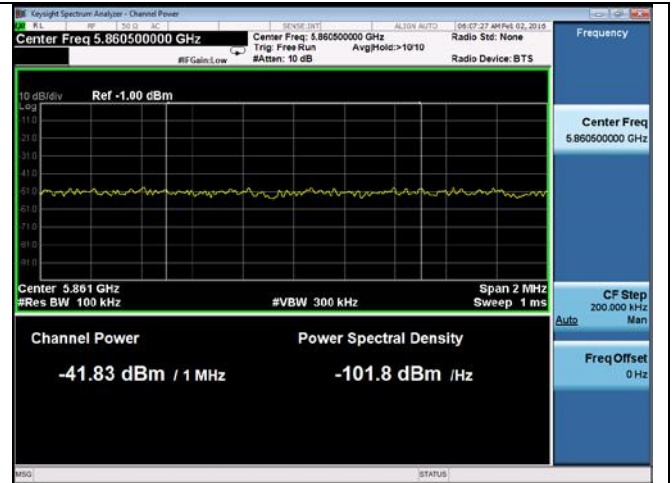 Keysight Spectrum Analyzer - Channel Power
RL RF 50 Ω AC SENSE:INT ALIGN AUTO 06:07:27 AM Feb 02, 2016
Center Freq 5.860500000 GHz
Center Freq: 5.860500000 GHz
Radio Std: None
Trig: Free Run Avg|Hold:>10/10
#IFGain:Low
#Atten: 10 dB
Radio Device: BTS
Frequency
10 dB/div Ref -1.00 dBm
Log
-11.0
-21.0
-31.0
-41.0
-51.0
-61.0
-71.0
-81.0
-91.0
Center Freq
5.860500000 GHz
Center 5.861 GHz
Span 2 MHz
#Res BW 100 kHz
#VBW 300 kHz
Sweep 1 ms
CF Step
200.000 kHz
Auto Man
Channel Power
Power Spectral Density
-41.83 dBm / 1 MHz
-101.8 dBm /Hz
Freq Offset
0 Hz
MSG
STATUS